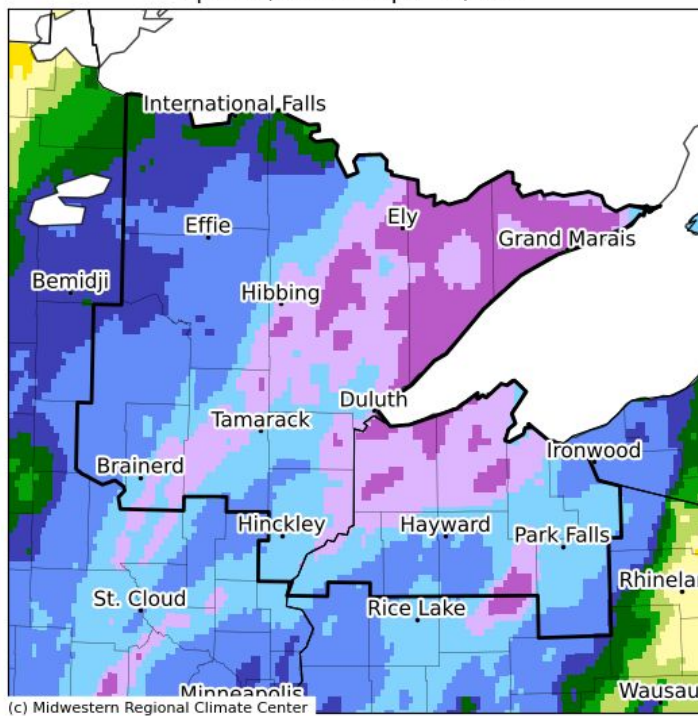 International Falls
Ely
Effie
Grand Marais
Bemidji
Hibbing
Duluth
Tamarack
Ironwood
Brainerd
Hinckley
Hayward
Park Falls
Rhinelan
St. Cloud
Rice Lake
Minneapolis
Wausau
(c) Midwestern Regional Climate Center